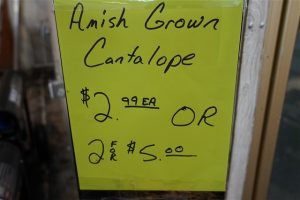 Amish Grown
Cantalope
$2.99 EA OR
2 FOR $5.00